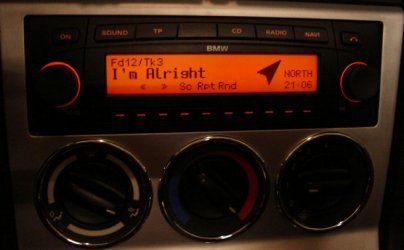 ON SOUND TP CD RADIO NAVI
BMW
Fd12/Tk3
I'm Alright
NORTH
« » Sc Rpt Rnd 21:06